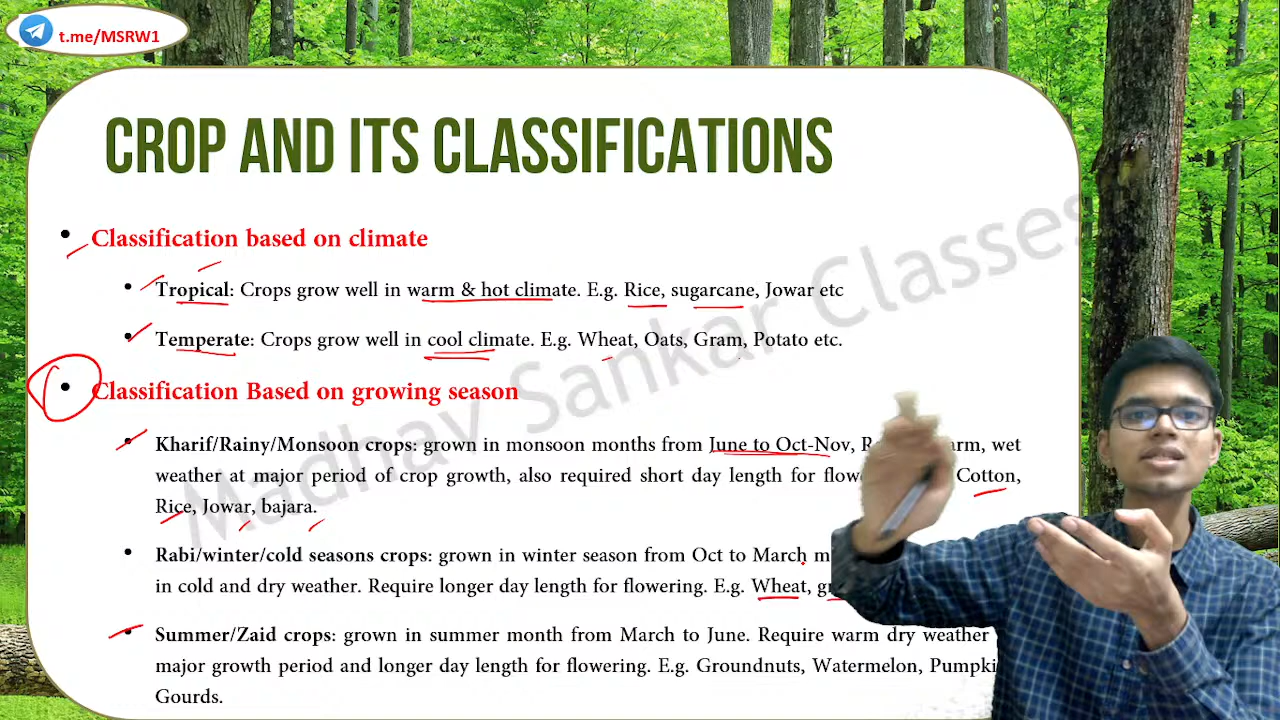 t.me/MSRW1
CROP AND ITS CLASSIFICATIONS
Classification based on climate
Tropical: Crops grow well in warm & hot climate. E.g. Rice, sugarcane, Jowar etc
Temperate: Crops grow well in cool climate. E.g. Wheat, Oats, Gram, Potato etc.
Classification Based on growing season
Kharif/Rainy/Monsoon crops: grown in monsoon months from June to Oct-Nov, wet
weather at major period of crop growth, also required short day length for Cotton,
Rice, Jowar, bajara.
Rabi/winter/cold seasons crops: grown in winter season from Oct to March
in cold and dry weather. Require longer day length for flowering. E.g. Wheat,
Summer/Zaid crops: grown in summer month from March to June. Require warm dry weather
major growth period and longer day length for flowering. E.g. Groundnuts, Watermelon,
Gourds.
Madhav Sankar Classes